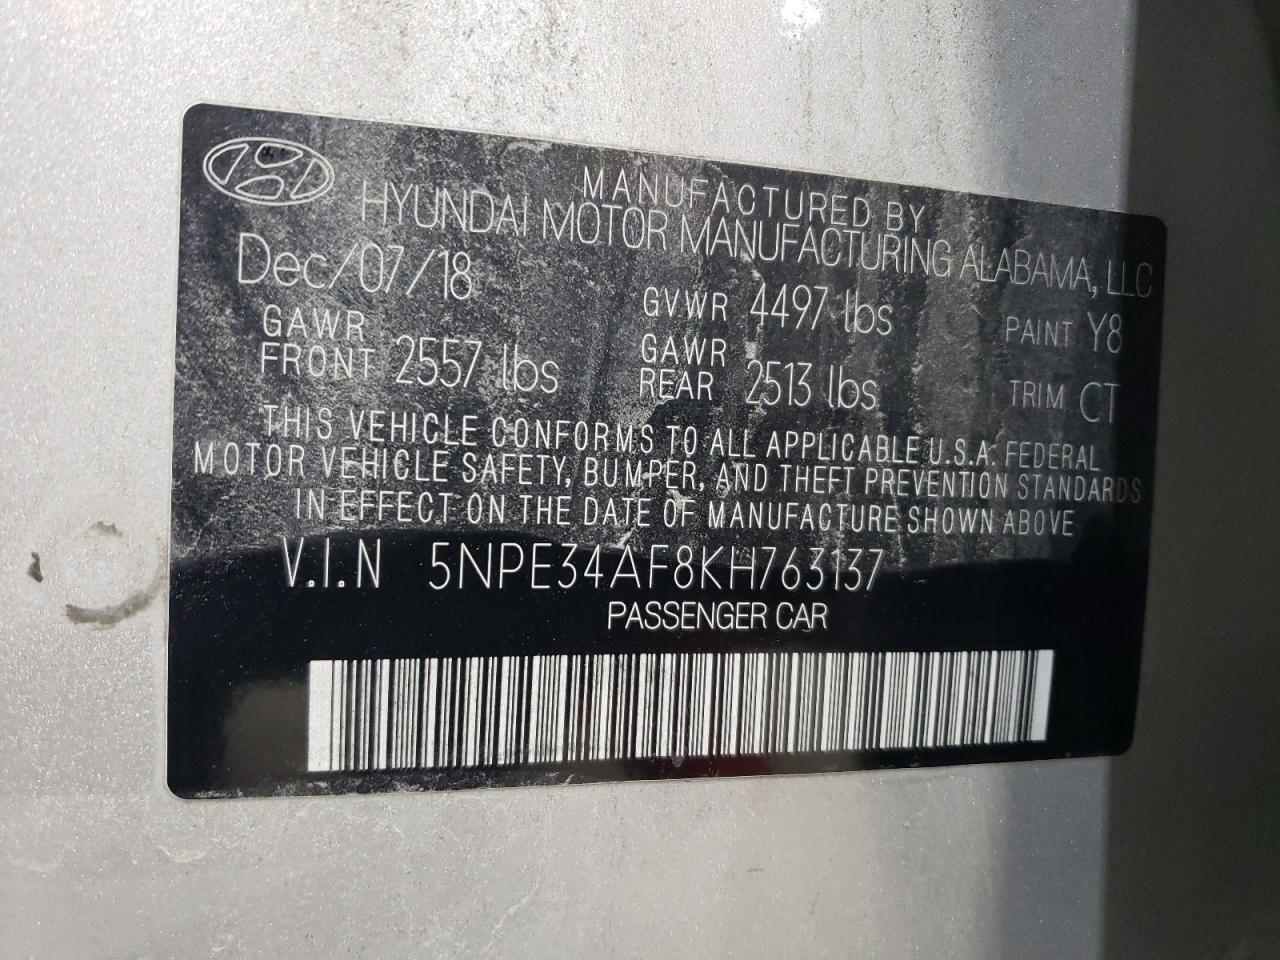 MANUFACTURED BY
HYUNDAI MOTOR MANUFACTURING ALABAMA, LLC
Dec/07/18
GVWR 4497 lbs
PAINT Y8
GAWR FRONT 2557 lbs
GAWR REAR 2513 lbs
TRIM CT
THIS VEHICLE CONFORMS TO ALL APPLICABLE U.S.A. FEDERAL
MOTOR VEHICLE SAFETY, BUMPER, AND THEFT PREVENTION STANDARDS
IN EFFECT ON THE DATE OF MANUFACTURE SHOWN ABOVE
V.I.N 5NPE34AF8KH763137
PASSENGER CAR